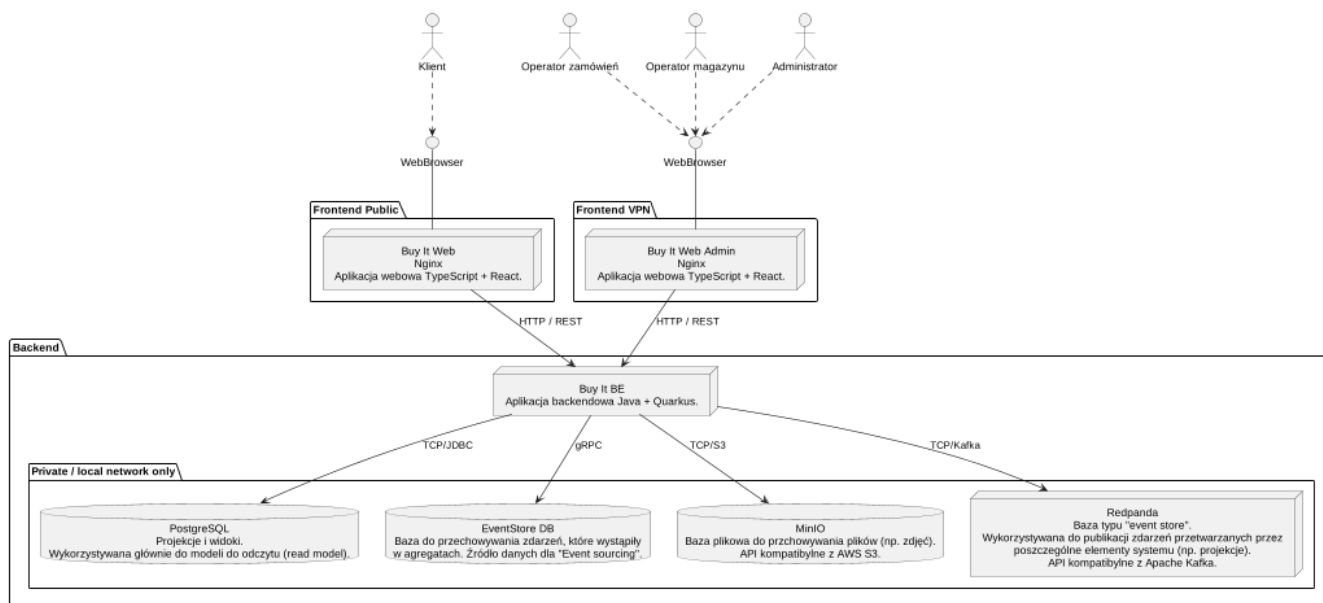 Klient
Operator zamówień
Operator magazynu
Administrator
WebBrowser
WebBrowser
Frontend Public
Buy It Web
Nginx
Aplikacja webowa TypeScript + React.
Frontend VPN
Buy It Web Admin
Nginx
Aplikacja webowa TypeScript + React.
HTTP / REST
HTTP / REST
Backend
Buy It BE
Aplikacja backendowa Java + Quarkus.
TCP/JDBC
gRPC
TCP/S3
TCP/Kafka
Private / local network only
PostgreSQL
Projekcje i widoki.
Wykorzystywana głównie do modeli do odczytu (read model).
EventStore DB
Baza do przechowywania zdarzeń, które wystąpiły
w agregatach. Źródło danych dla "Event sourcing".
MinIO
Baza plikowa do przchowywania plików (np. zdjęć).
API kompatibylne z AWS S3.
Redpanda
Baza typu "event store".
Wykorzystywana do publikacji zdarzeń przetwarzanych przez
poszczególne elementy systemu (np. projekcje).
API kompatibylne z Apache Kafka.